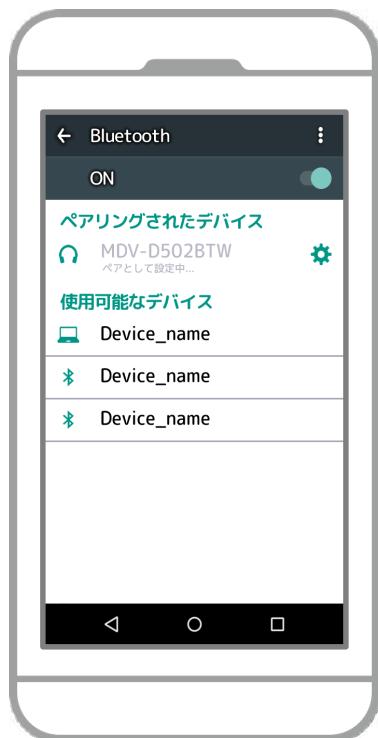 Bluetooth
ON
ペアリングされたデバイス
MDV-D502BTW
ペアとして設定中...
使用可能なデバイス
Device_name
Device_name
Device_name